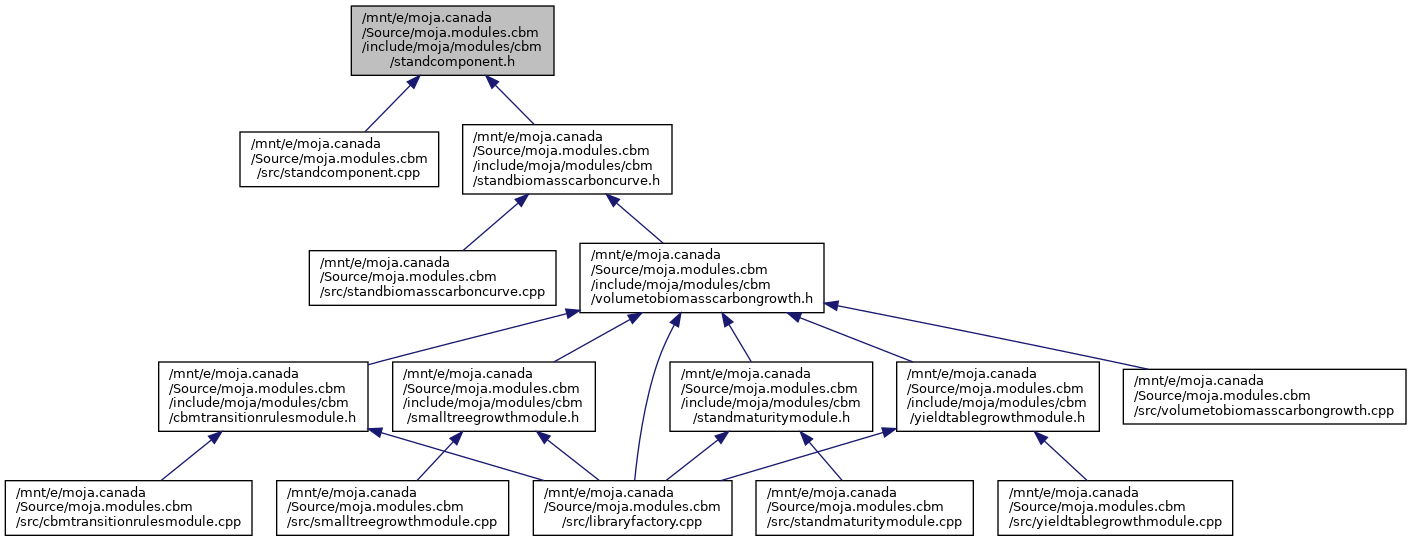 /mnt/e/moja.canada
/Source/moja.modules.cbm
/include/moja/modules/cbm
/standcomponent.h
/mnt/e/moja.canada
/Source/moja.modules.cbm
/src/standcomponent.cpp
/mnt/e/moja.canada
/Source/moja.modules.cbm
/include/moja/modules/cbm
/standbiomasscarboncurve.h
/mnt/e/moja.canada
/Source/moja.modules.cbm
/src/standbiomasscarboncurve.cpp
/mnt/e/moja.canada
/Source/moja.modules.cbm
/include/moja/modules/cbm
/volumetobiomasscarbongrowth.h
/mnt/e/moja.canada
/Source/moja.modules.cbm
/include/moja/modules/cbm
/cbmtransitionrulesmodule.h
/mnt/e/moja.canada
/Source/moja.modules.cbm
/include/moja/modules/cbm
/smalltreegrowthmodule.h
/mnt/e/moja.canada
/Source/moja.modules.cbm
/include/moja/modules/cbm
/standmaturitymodule.h
/mnt/e/moja.canada
/Source/moja.modules.cbm
/include/moja/modules/cbm
/yieldtablegrowthmodule.h
/mnt/e/moja.canada
/Source/moja.modules.cbm
/src/volumetobiomasscarbongrowth.cpp
/mnt/e/moja.canada
/Source/moja.modules.cbm
/src/cbmtransitionrulesmodule.cpp
/mnt/e/moja.canada
/Source/moja.modules.cbm
/src/smalltreegrowthmodule.cpp
/mnt/e/moja.canada
/Source/moja.modules.cbm
/src/libraryfactory.cpp
/mnt/e/moja.canada
/Source/moja.modules.cbm
/src/standmaturitymodule.cpp
/mnt/e/moja.canada
/Source/moja.modules.cbm
/src/yieldtablegrowthmodule.cpp